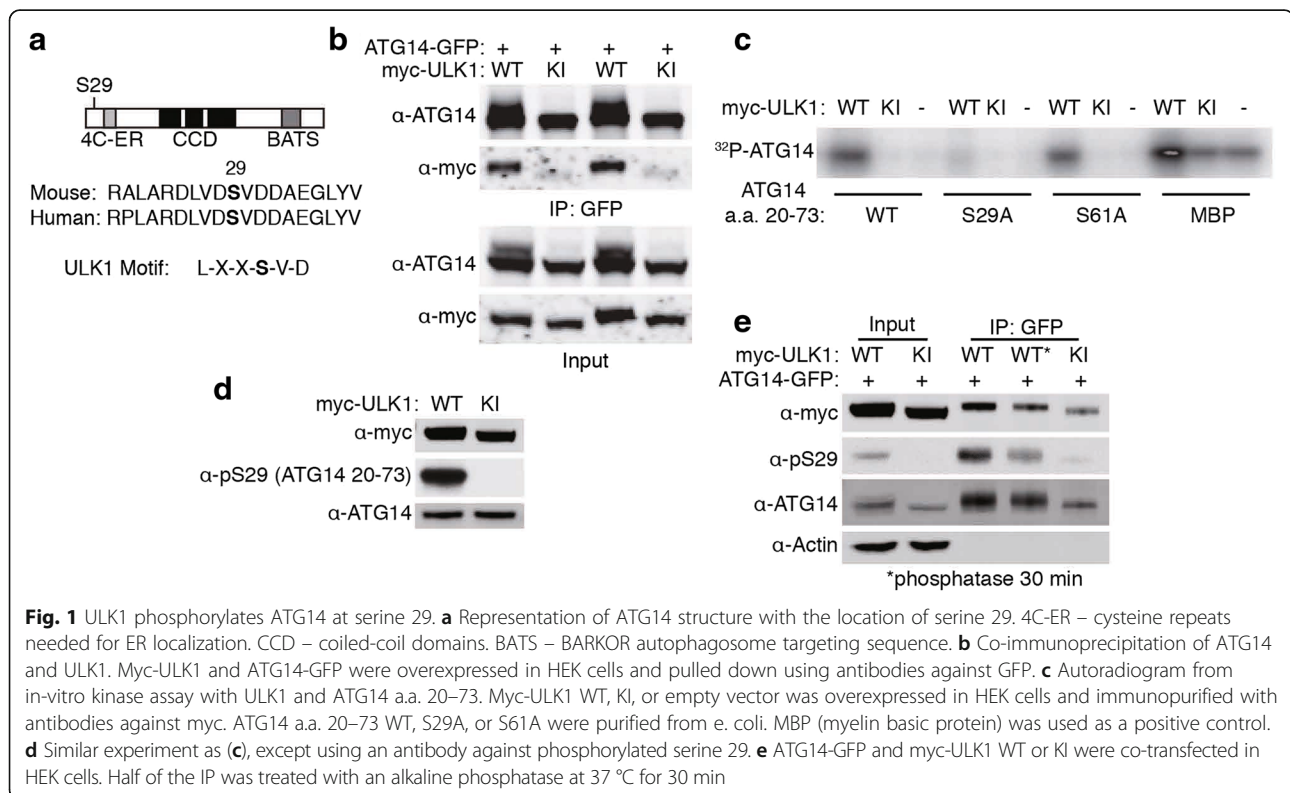 a
S29
4C-ER CCD BATS
29
Mouse: RALARDLVDSVDDAEGLYV
Human: RPLARDLVDSVDDAEGLYV
ULK1 Motif: L-X-X-S-V-D
b
ATG14-GFP: + + + +
myc-ULK1: WT KI WT KI
α-ATG14
α-myc
IP: GFP
α-ATG14
α-myc
Input
c
myc-ULK1: WT KI - WT KI - WT KI - WT KI -
³²P-ATG14
ATG14
a.a. 20-73: WT S29A S61A MBP
d
myc-ULK1: WT KI
α-myc
α-pS29 (ATG14 20-73)
α-ATG14
e
Input IP: GFP
myc-ULK1: WT KI WT WT* KI
ATG14-GFP: + + + + +
α-myc
α-pS29
α-ATG14
α-Actin
*phosphatase 30 min
Fig. 1 ULK1 phosphorylates ATG14 at serine 29. a Representation of ATG14 structure with the location of serine 29. 4C-ER – cysteine repeats
needed for ER localization. CCD – coiled-coil domains. BATS – BARKOR autophagosome targeting sequence. b Co-immunoprecipitation of ATG14
and ULK1. Myc-ULK1 and ATG14-GFP were overexpressed in HEK cells and pulled down using antibodies against GFP. c Autoradiogram from
in-vitro kinase assay with ULK1 and ATG14 a.a. 20–73. Myc-ULK1 WT, KI, or empty vector was overexpressed in HEK cells and immunopurified with
antibodies against myc. ATG14 a.a. 20–73 WT, S29A, or S61A were purified from e. coli. MBP (myelin basic protein) was used as a positive control.
d Similar experiment as (c), except using an antibody against phosphorylated serine 29. e ATG14-GFP and myc-ULK1 WT or KI were co-transfected in
HEK cells. Half of the IP was treated with an alkaline phosphatase at 37 °C for 30 min